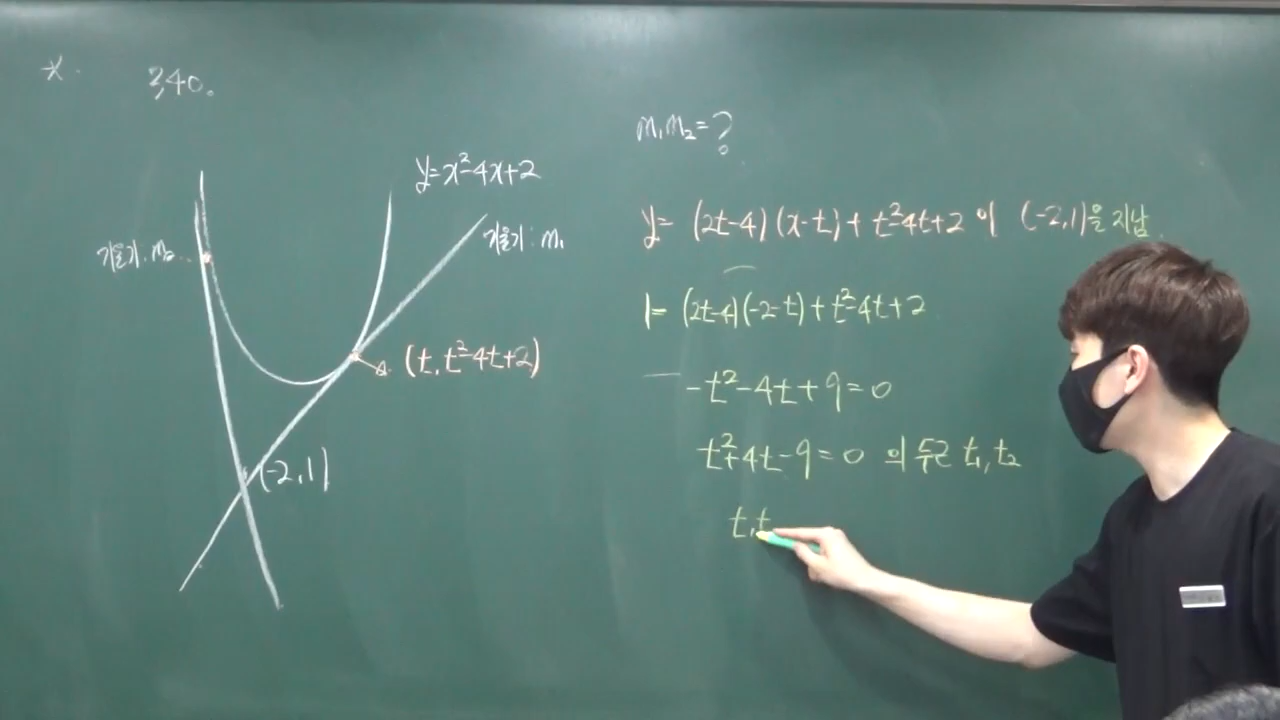 * 340.
y=x²-4x+2
기울기: m₁
기울기: m₂
(t, t²-4t+2)
(-2, 1)
m₁m₂=?
y= (2t-4)(x-t)+t²-4t+2 이 (-2,1)을 지남.
1= (2t-4)(-2-t)+t²-4t+2
-t²-4t+9=0
t²+4t-9=0 의 두근 t₁, t₂
t₁t